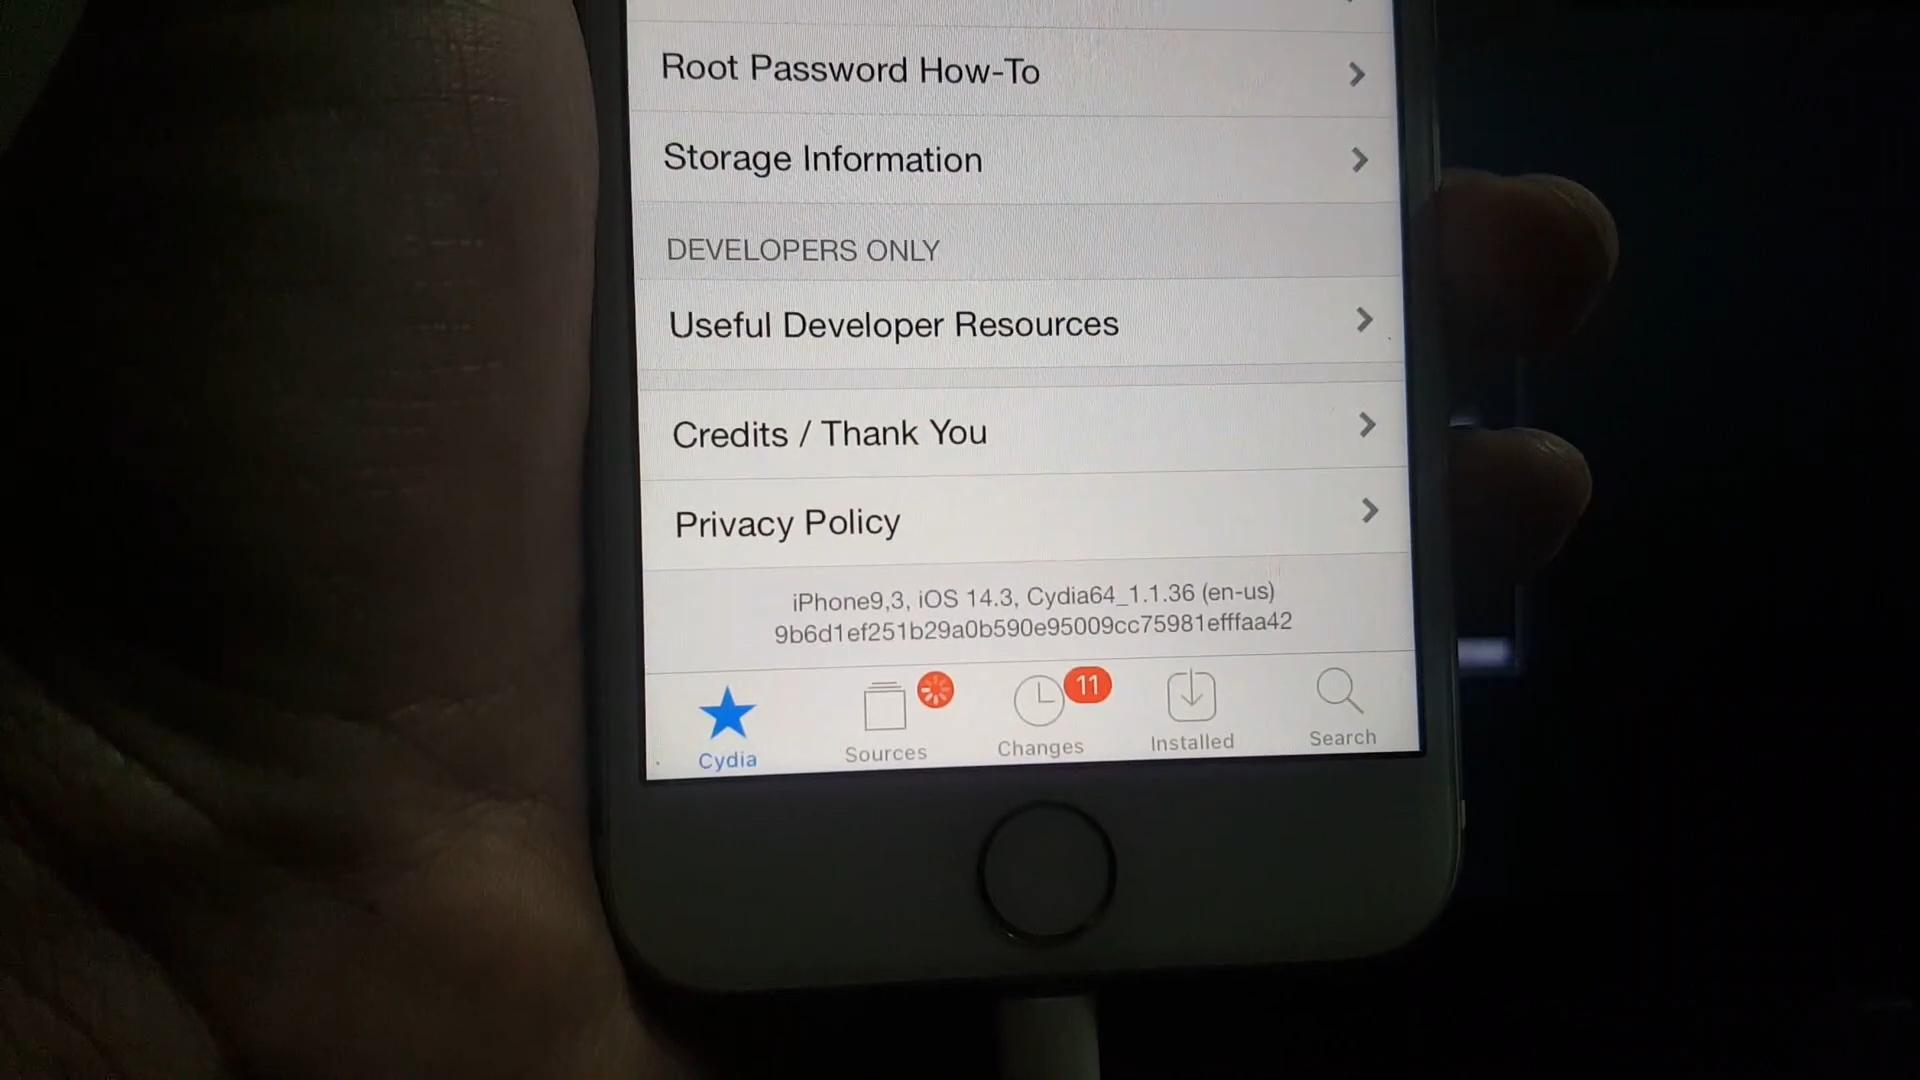 Root Password How-To
Storage Information
DEVELOPERS ONLY
Useful Developer Resources
Credits / Thank You
Privacy Policy
iPhone9,3, iOS 14.3, Cydia64_1.1.36 (en-us)
9b6d1ef251b29a0b590e95009cc75981efffaa42
11
Cydia
Sources
Changes
Installed
Search